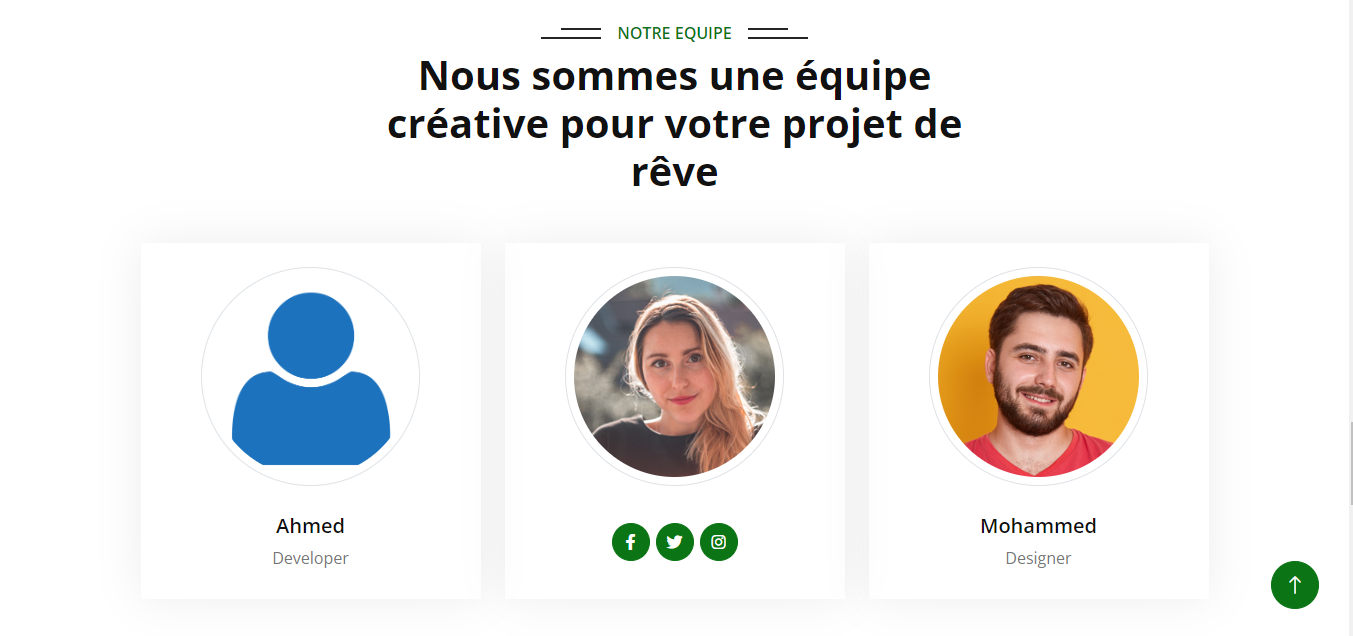 NOTRE EQUIPE
Nous sommes une équipe
créative pour votre projet de
rêve
Ahmed
Developer
Mohammed
Designer